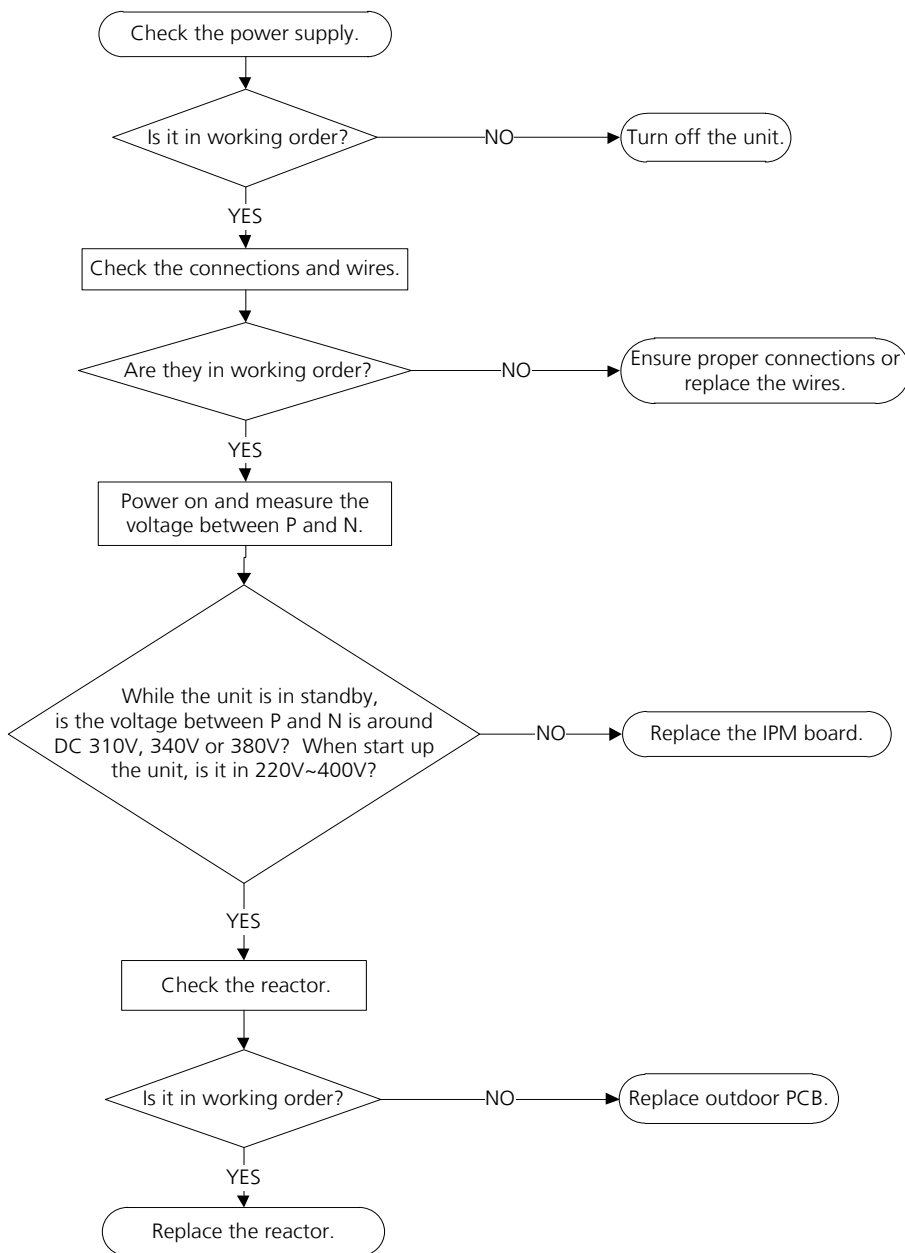 Check the power supply.
Is it in working order?
NO
Turn off the unit.
YES
Check the connections and wires.
Are they in working order?
NO
Ensure proper connections or
replace the wires.
YES
Power on and measure the
voltage between P and N.
While the unit is in standby,
is the voltage between P and N is around
DC 310V, 340V or 380V? When start up
the unit, is it in 220V~400V?
NO
Replace the IPM board.
YES
Check the reactor.
Is it in working order?
NO
Replace outdoor PCB.
YES
Replace the reactor.